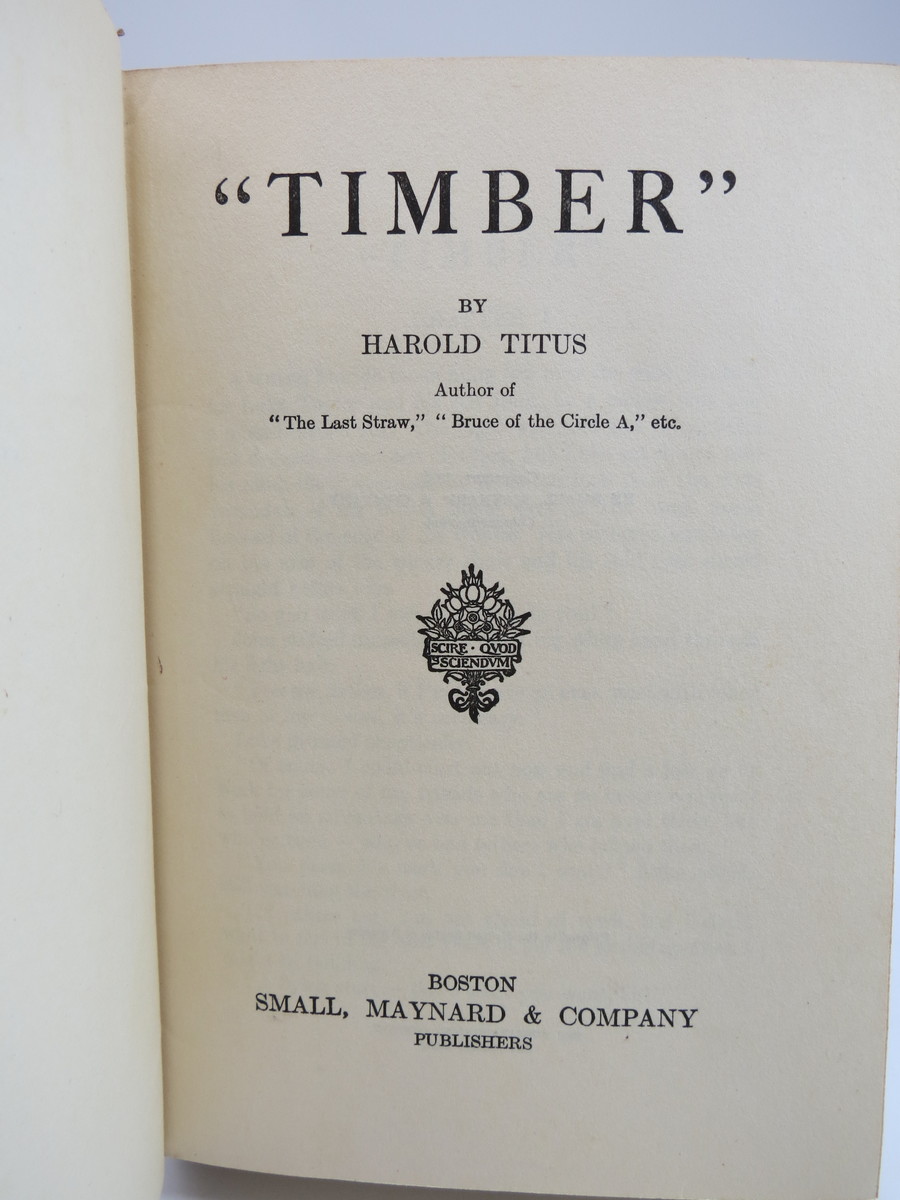 “TIMBER”
BY
HAROLD TITUS
Author of
“The Last Straw,” “Bruce of the Circle A,” etc.
SCIRE · QVOD
SCIENDVM
BOSTON
SMALL, MAYNARD & COMPANY
PUBLISHERS